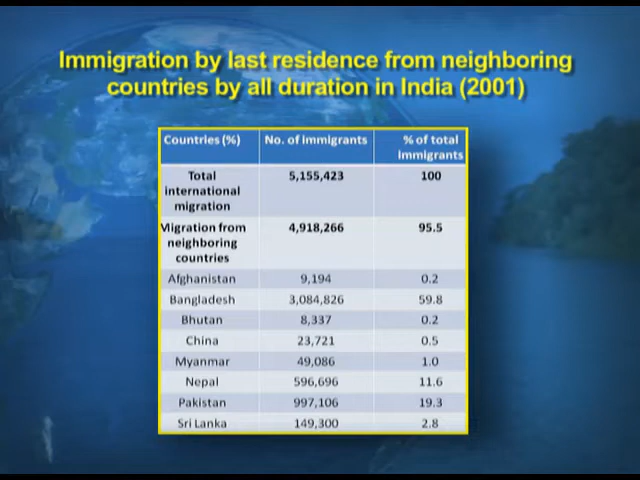 Immigration by last residence from neighboring
countries by all duration in India (2001)
Countries (%) No. of Immigrants % of total
Immigrants
Total 5,155,423 100
international
migration
Migration from 4,918,266 95.5
neighboring
countries
Afghanistan 9,194 0.2
Bangladesh 3,084,826 59.8
Bhutan 8,337 0.2
China 23,721 0.5
Myanmar 49,086 1.0
Nepal 596,696 11.6
Pakistan 997,106 19.3
Sri Lanka 149,300 2.8